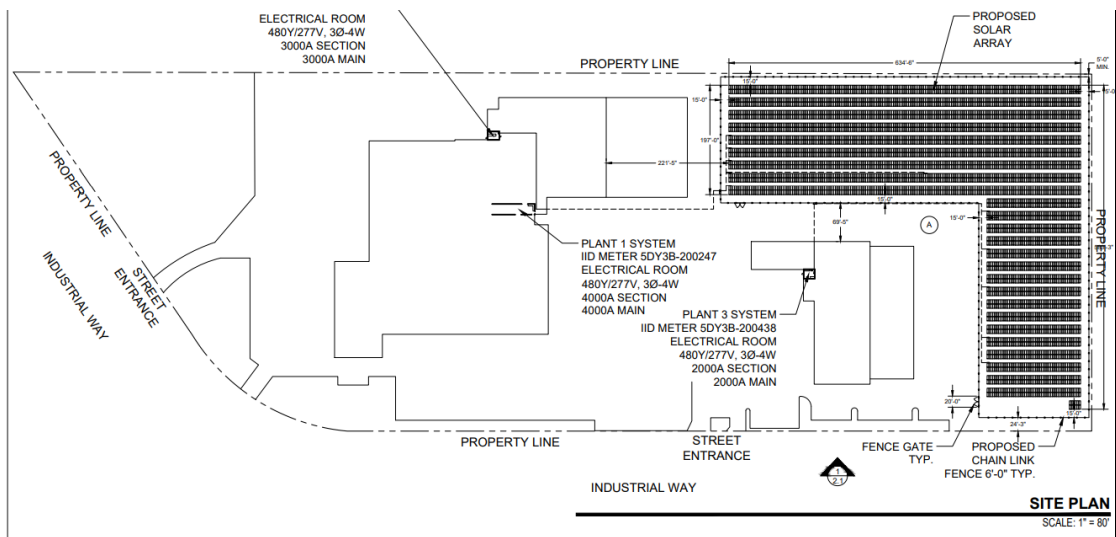 ELECTRICAL ROOM
480Y/277V, 3Ø-4W
3000A SECTION
3000A MAIN
PROPERTY LINE
PROPOSED
SOLAR
ARRAY
634'-6"
5'-0"
MIN.
15'-0"
15'-0"
197'-0"
221'-5"
15'-0"
69'-5"
15'-0"
A
PROPERTY LINE
PROPERTY LINE
STREET
ENTRANCE
INDUSTRIAL WAY
PLANT 1 SYSTEM
IID METER 5DY3B-200247
ELECTRICAL ROOM
480Y/277V, 3Ø-4W
4000A SECTION
4000A MAIN
PLANT 3 SYSTEM
IID METER 5DY3B-200438
ELECTRICAL ROOM
480Y/277V, 3Ø-4W
2000A SECTION
2000A MAIN
20'-0"
15'-0"
24'-3"
PROPERTY LINE
STREET
ENTRANCE
FENCE GATE
TYP.
PROPOSED
CHAIN LINK
FENCE 6'-0" TYP.
INDUSTRIAL WAY
1
2.1
SITE PLAN
SCALE: 1" = 80'